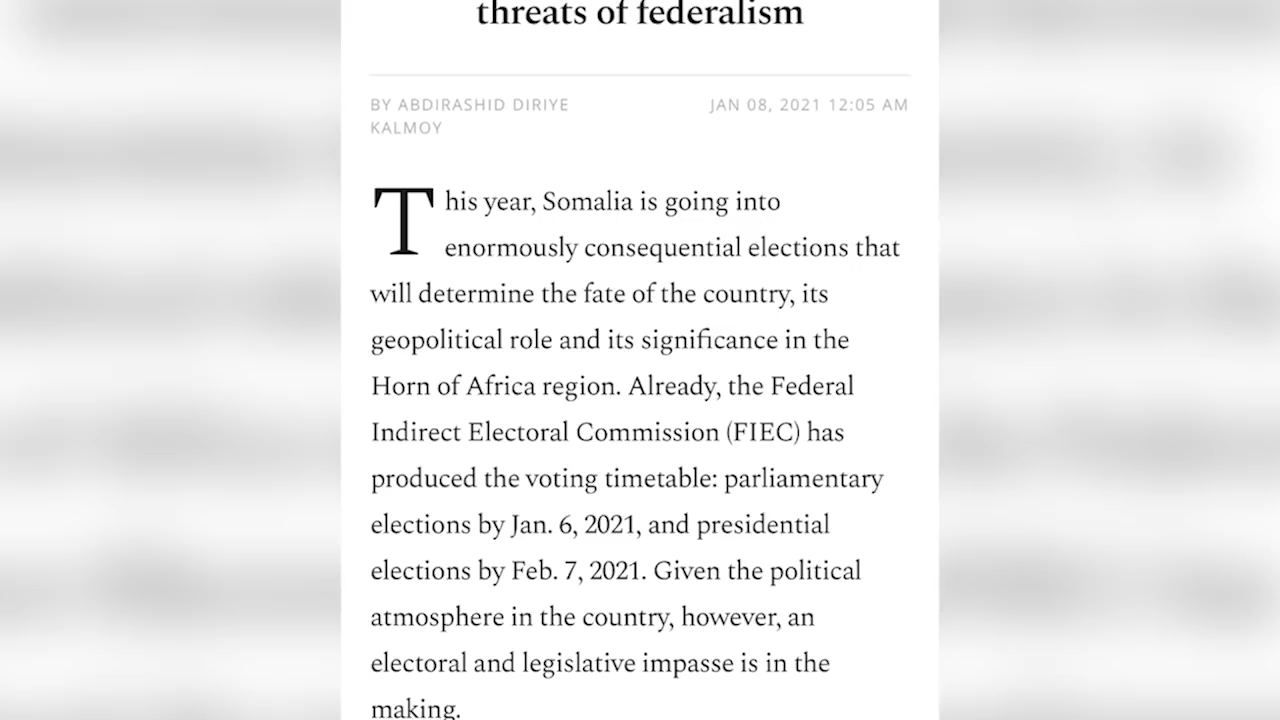 threats of federalism
BY ABDIRASHID DIRIYE
KALMOY
JAN 08, 2021 12:05 AM
This year, Somalia is going into
enormously consequential elections that
will determine the fate of the country, its
geopolitical role and its significance in the
Horn of Africa region. Already, the Federal
Indirect Electoral Commission (FIEC) has
produced the voting timetable: parliamentary
elections by Jan. 6, 2021, and presidential
elections by Feb. 7, 2021. Given the political
atmosphere in the country, however, an
electoral and legislative impasse is in the
making.